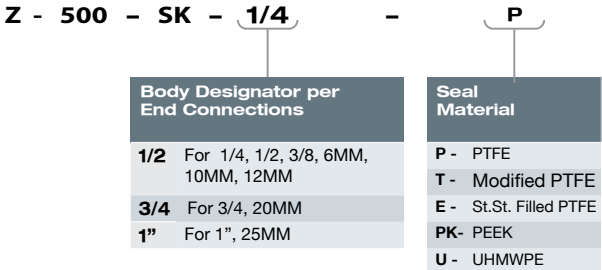 Z - 500 – SK – 1/4 – P
Body Designator per
End Connections
1/2 For 1/4, 1/2, 3/8, 6MM,
10MM, 12MM
3/4 For 3/4, 20MM
1” For 1”, 25MM
Seal
Material
P - PTFE
T - Modified PTFE
E - St.St. Filled PTFE
PK- PEEK
U - UHMWPE